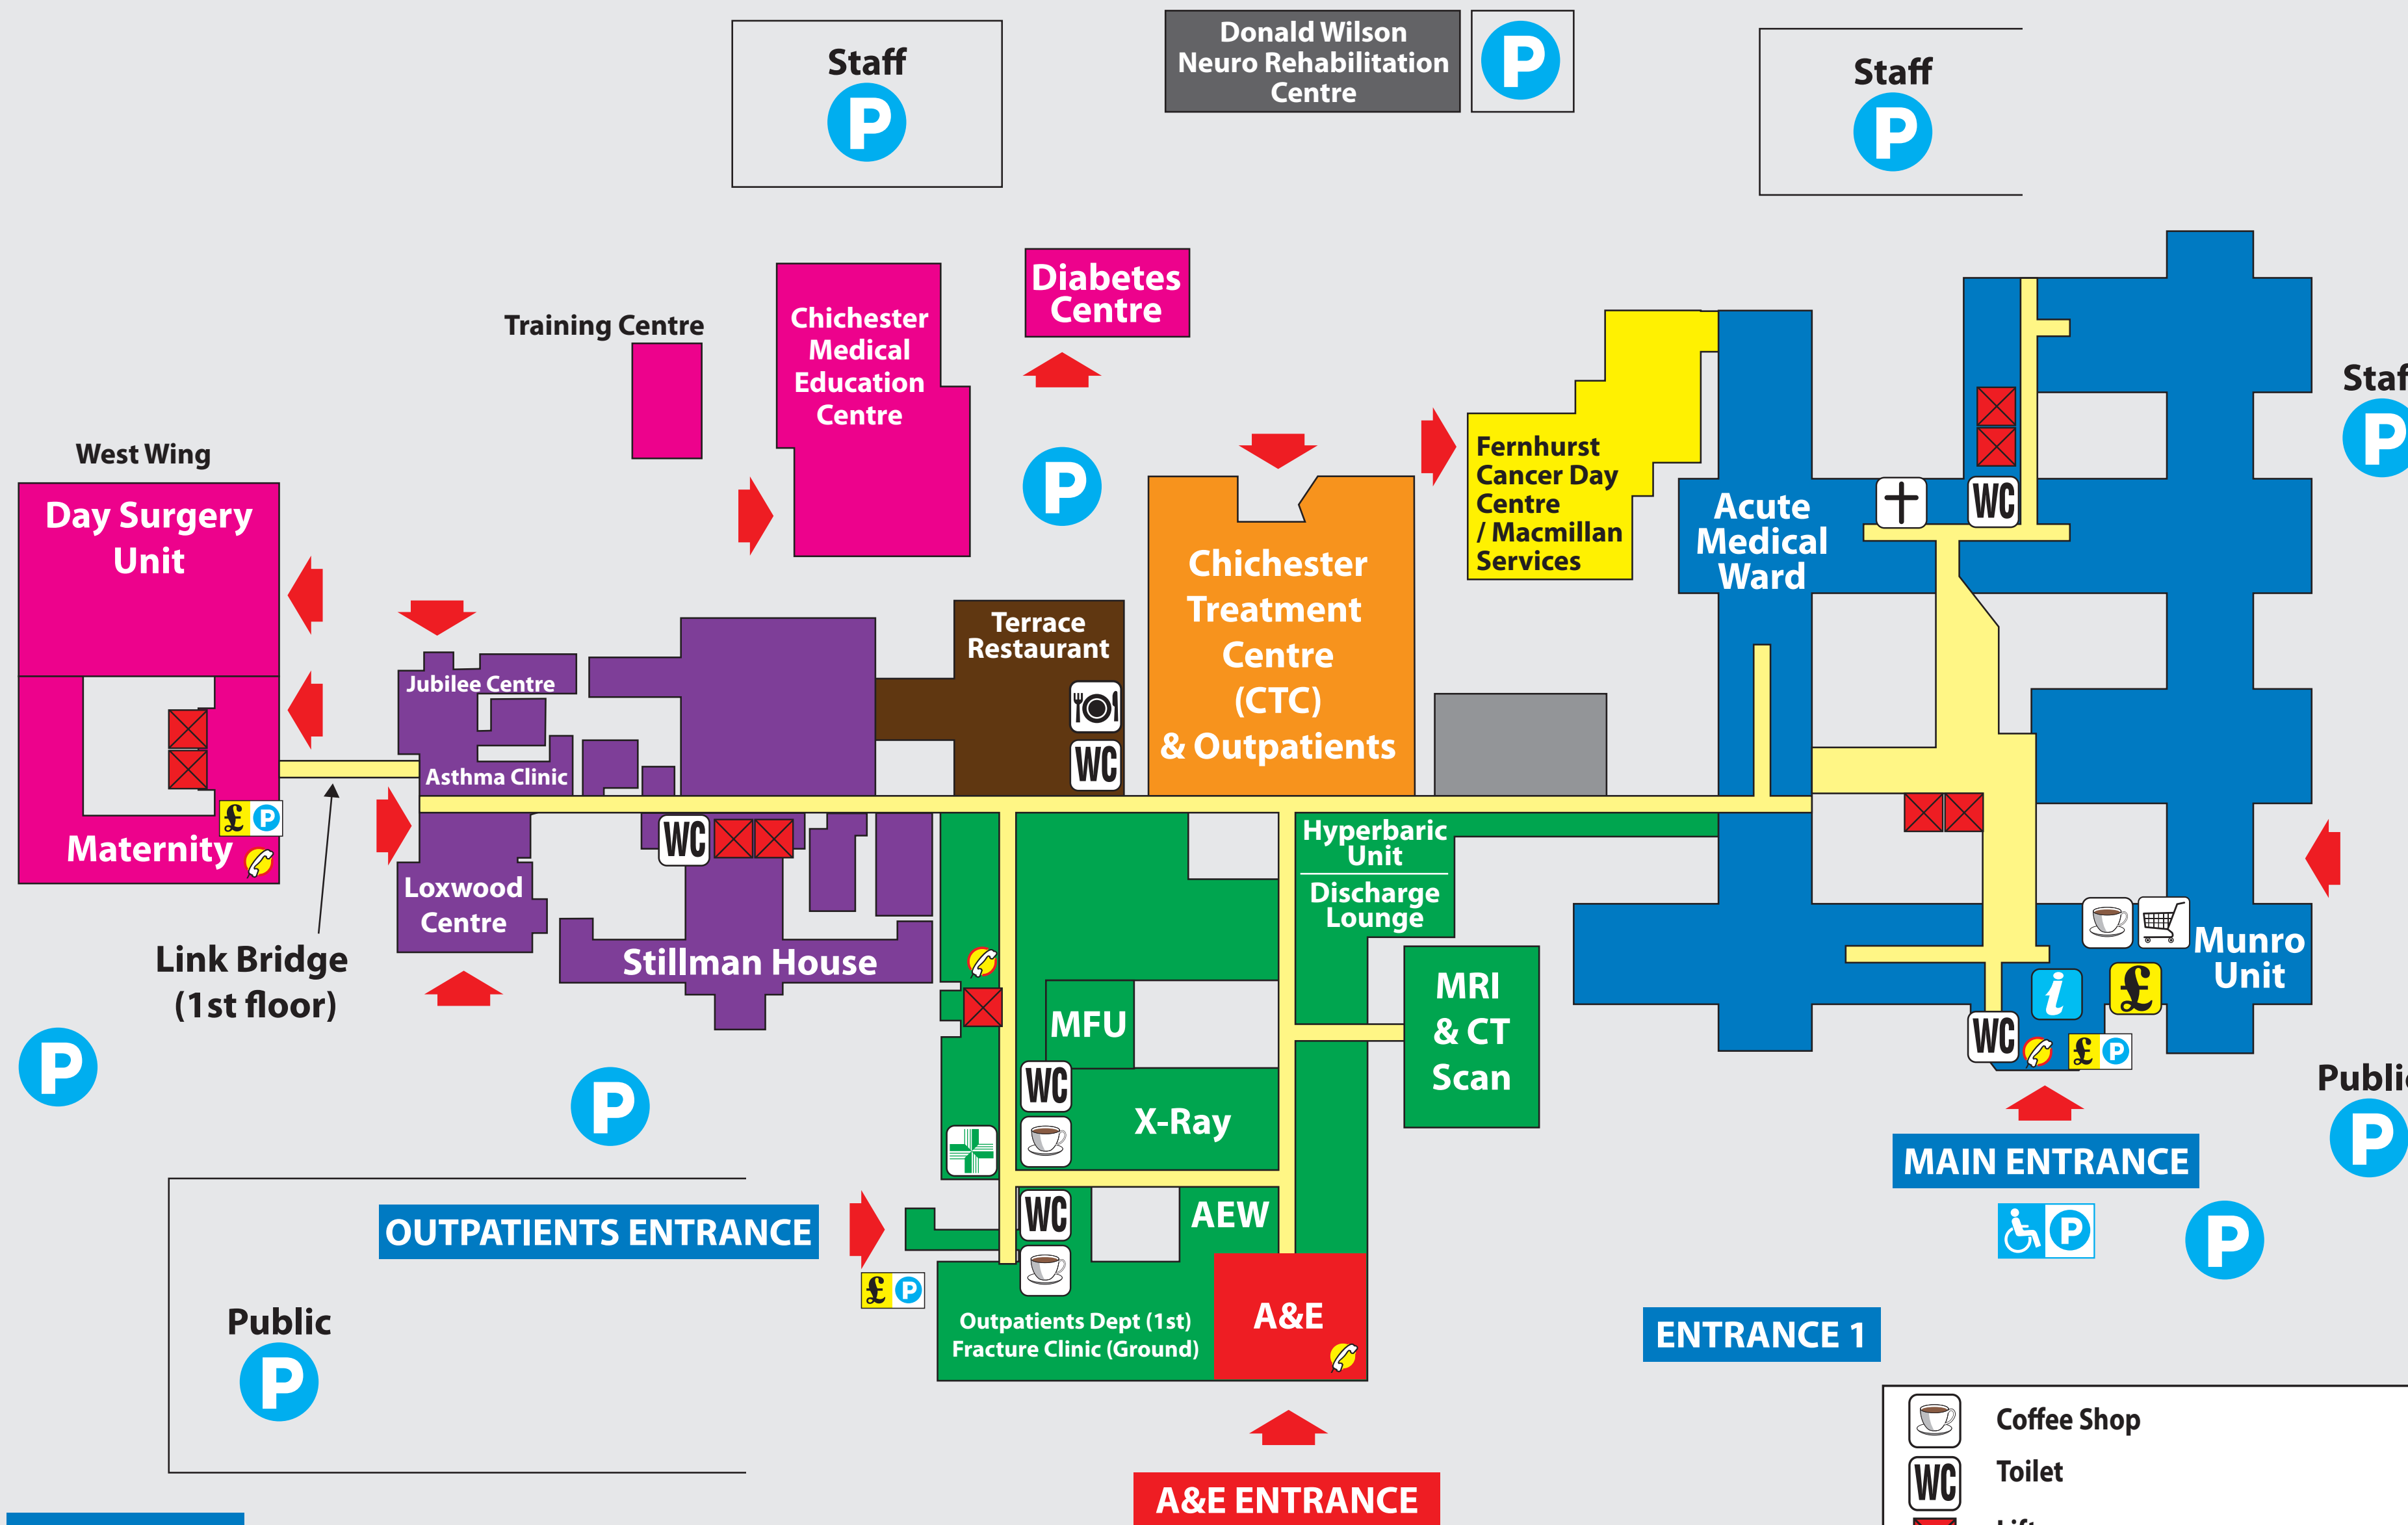 Staff
P
Donald Wilson
Neuro Rehabilitation
Centre
P
Staff
P
Diabetes
Centre
Training Centre
Chichester
Medical
Education
Centre
P
West Wing
Day Surgery
Unit
Maternity
£ P
Link Bridge
(1st floor)
Jubilee Centre
Asthma Clinic
Loxwood
Centre
WC
Stillman House
Terrace
Restaurant
WC
Chichester
Treatment
Centre
(CTC)
& Outpatients
Fernhurst
Cancer Day
Centre
/ Macmillan
Services
Acute
Medical
Ward
WC
Staf
P
Hyperbaric
Unit
Discharge
Lounge
MRI
& CT
Scan
MFU
WC
X-Ray
WC
AEW
Outpatients Dept (1st)
Fracture Clinic (Ground)
A&E
Munro
Unit
i
£
WC
£ P
Public
P
MAIN ENTRANCE
P
P
P
P
OUTPATIENTS ENTRANCE
£ P
Public
P
ENTRANCE 1
A&E ENTRANCE
Coffee Shop
WC
Toilet